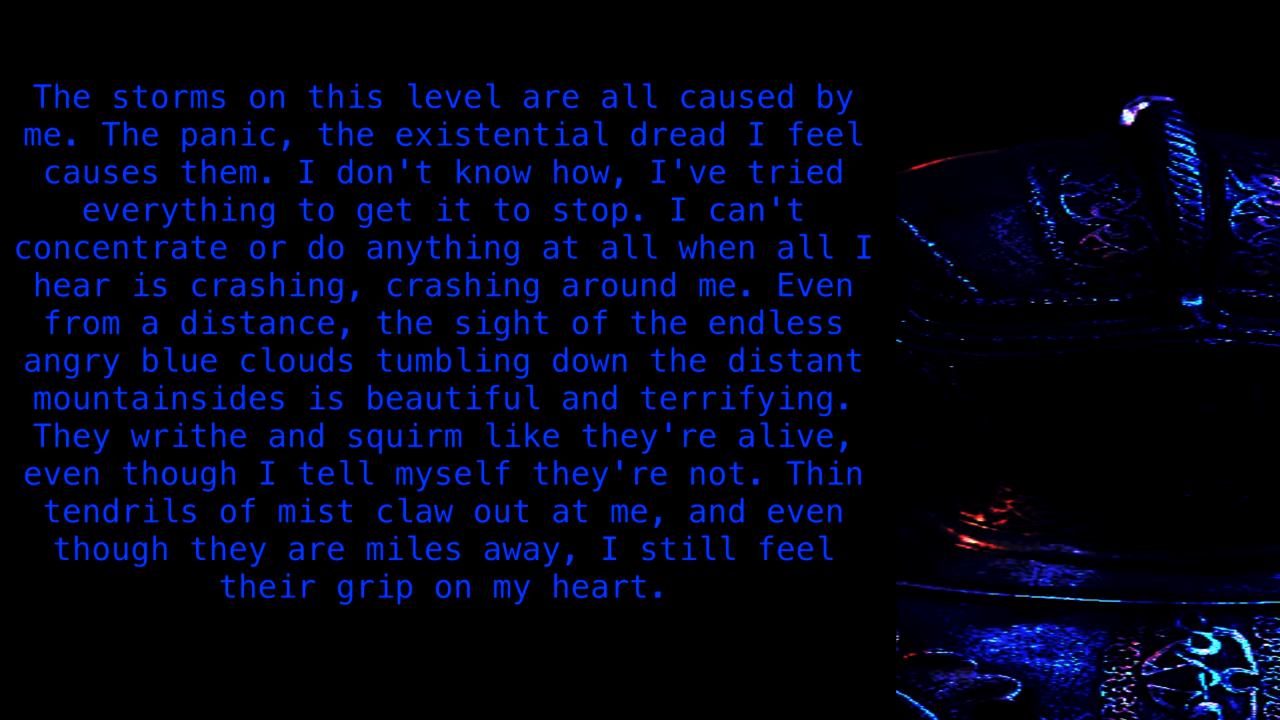 The storms on this level are all caused by
me. The panic, the existential dread I feel
causes them. I don't know how, I've tried
everything to get it to stop. I can't
concentrate or do anything at all when all I
hear is crashing, crashing around me. Even
from a distance, the sight of the endless
angry blue clouds tumbling down the distant
mountainsides is beautiful and terrifying.
They writhe and squirm like they're alive,
even though I tell myself they're not. Thin
tendrils of mist claw out at me, and even
though they are miles away, I still feel
their grip on my heart.